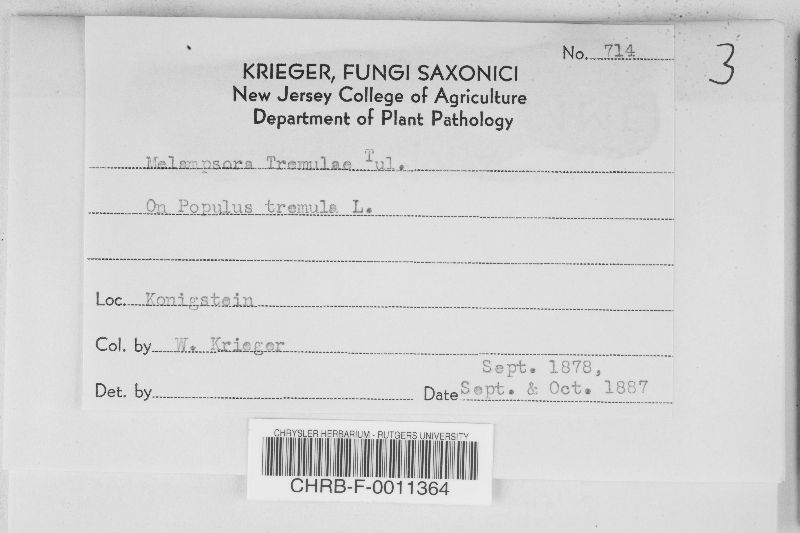 No. 714
3
KRIEGER, FUNGI SAXONICI
New Jersey College of Agriculture
Department of Plant Pathology
Melampsora Tremulae Tul.
On Populus tremula L.
Loc. Konigstein
Col. by W. Krieger
Sept. 1878,
Det. by
Date Sept. & Oct. 1887
CHRYSLER HERBARIUM - RUTGERS UNIVERSITY
CHRB-F-0011364